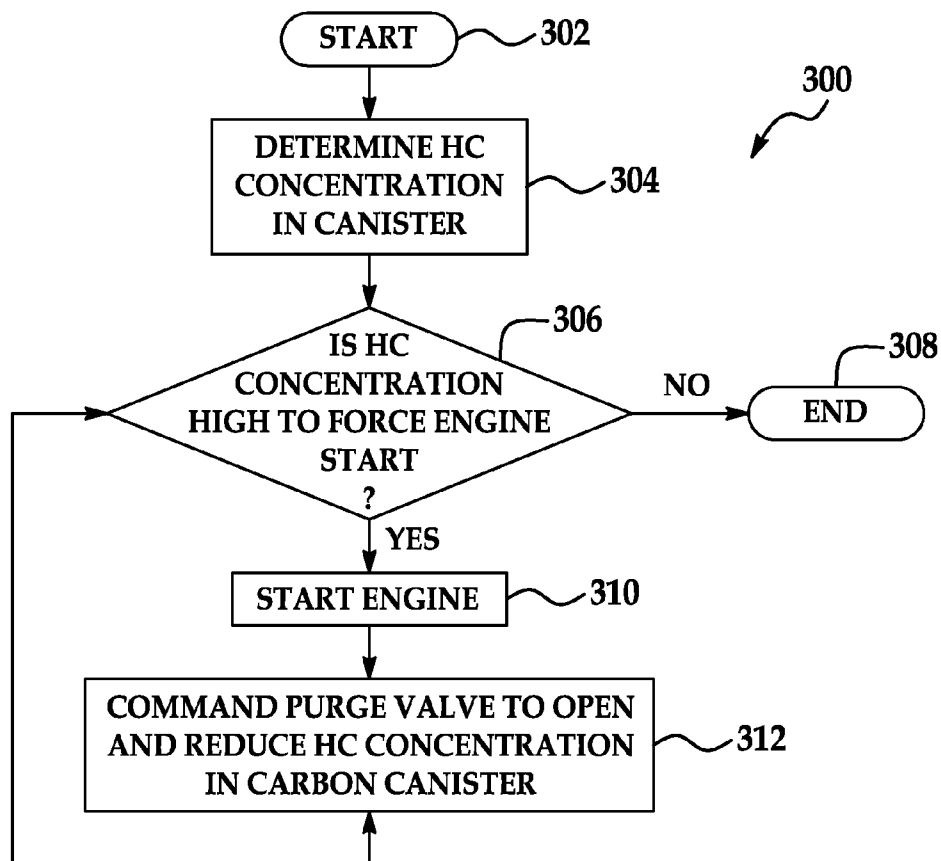 START
302
300
DETERMINE HC
CONCENTRATION
IN CANISTER
304
306
IS HC
CONCENTRATION
HIGH TO FORCE ENGINE
START
?
308
NO
END
YES
START ENGINE
310
COMMAND PURGE VALVE TO OPEN
AND REDUCE HC CONCENTRATION
IN CARBON CANISTER
312